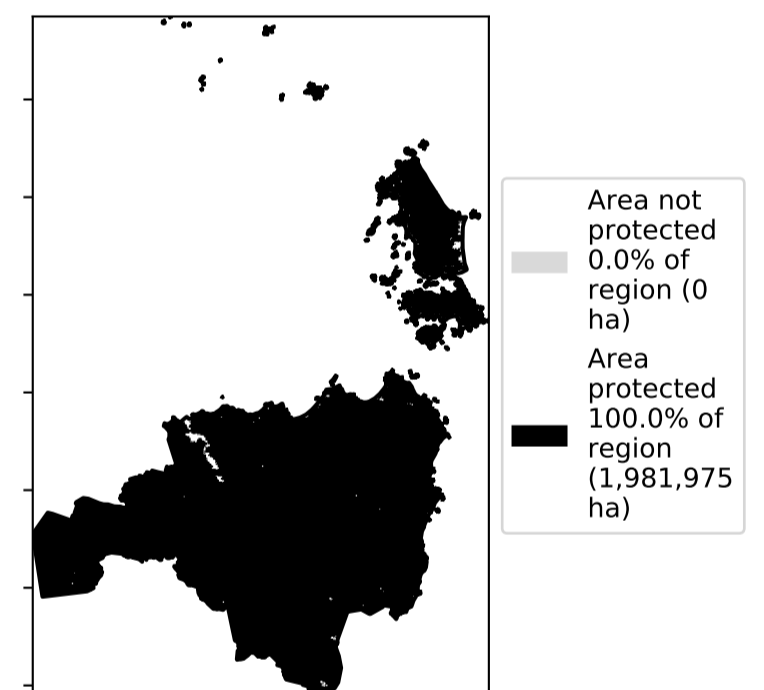 Area not
protected
0.0% of
region (0
ha)
Area
protected
100.0% of
region
(1,981,975
ha)